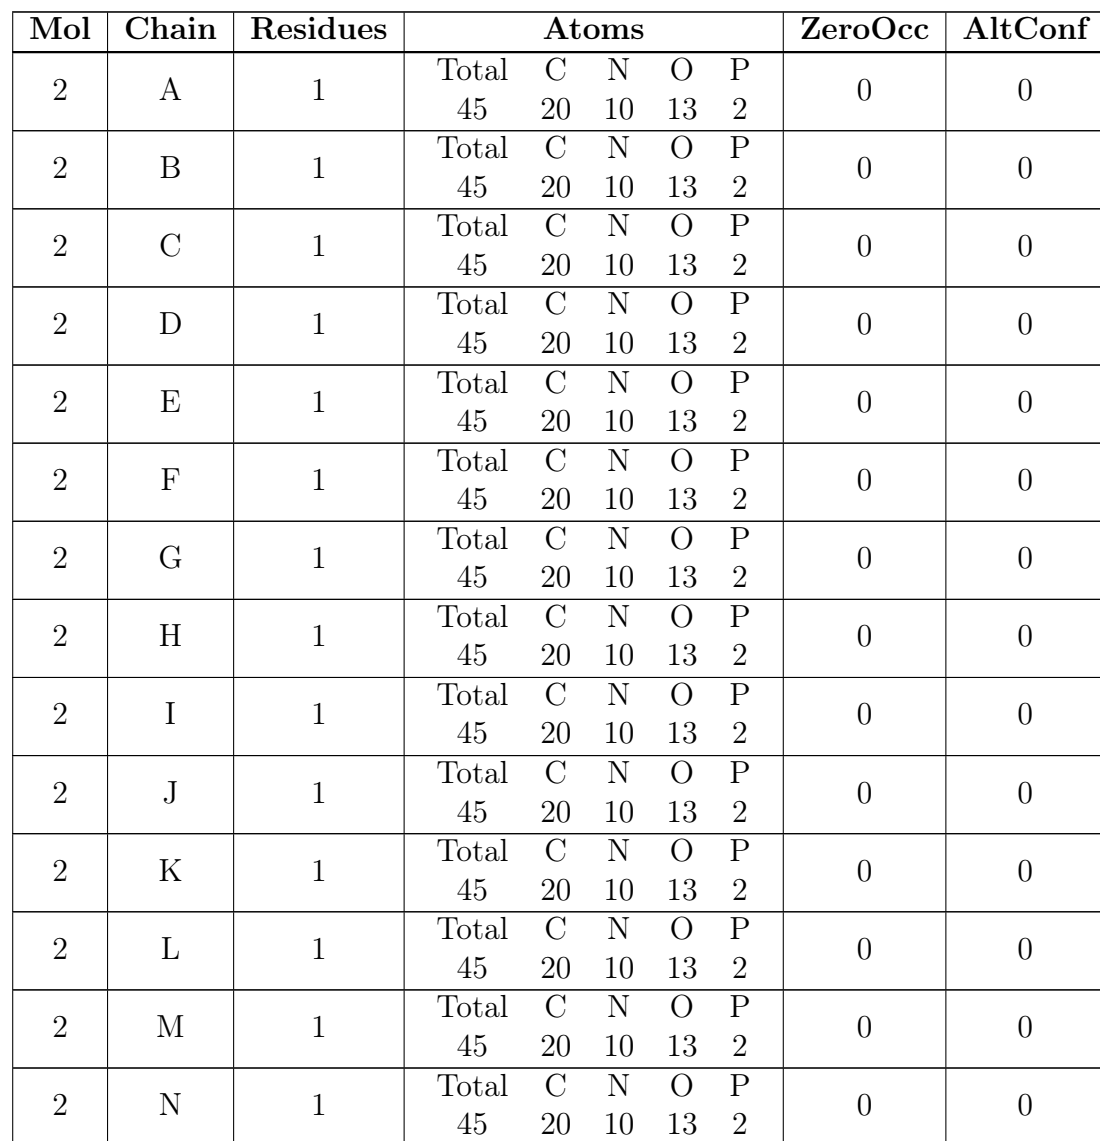 Mol Chain Residues Atoms ZeroOcc AltConf
2 A 1 Total C N O P 0 0
45 20 10 13 2
2 B 1 Total C N O P 0 0
45 20 10 13 2
2 C 1 Total C N O P 0 0
45 20 10 13 2
2 D 1 Total C N O P 0 0
45 20 10 13 2
2 E 1 Total C N O P 0 0
45 20 10 13 2
2 F 1 Total C N O P 0 0
45 20 10 13 2
2 G 1 Total C N O P 0 0
45 20 10 13 2
2 H 1 Total C N O P 0 0
45 20 10 13 2
2 I 1 Total C N O P 0 0
45 20 10 13 2
2 J 1 Total C N O P 0 0
45 20 10 13 2
2 K 1 Total C N O P 0 0
45 20 10 13 2
2 L 1 Total C N O P 0 0
45 20 10 13 2
2 M 1 Total C N O P 0 0
45 20 10 13 2
2 N 1 Total C N O P 0 0
45 20 10 13 2